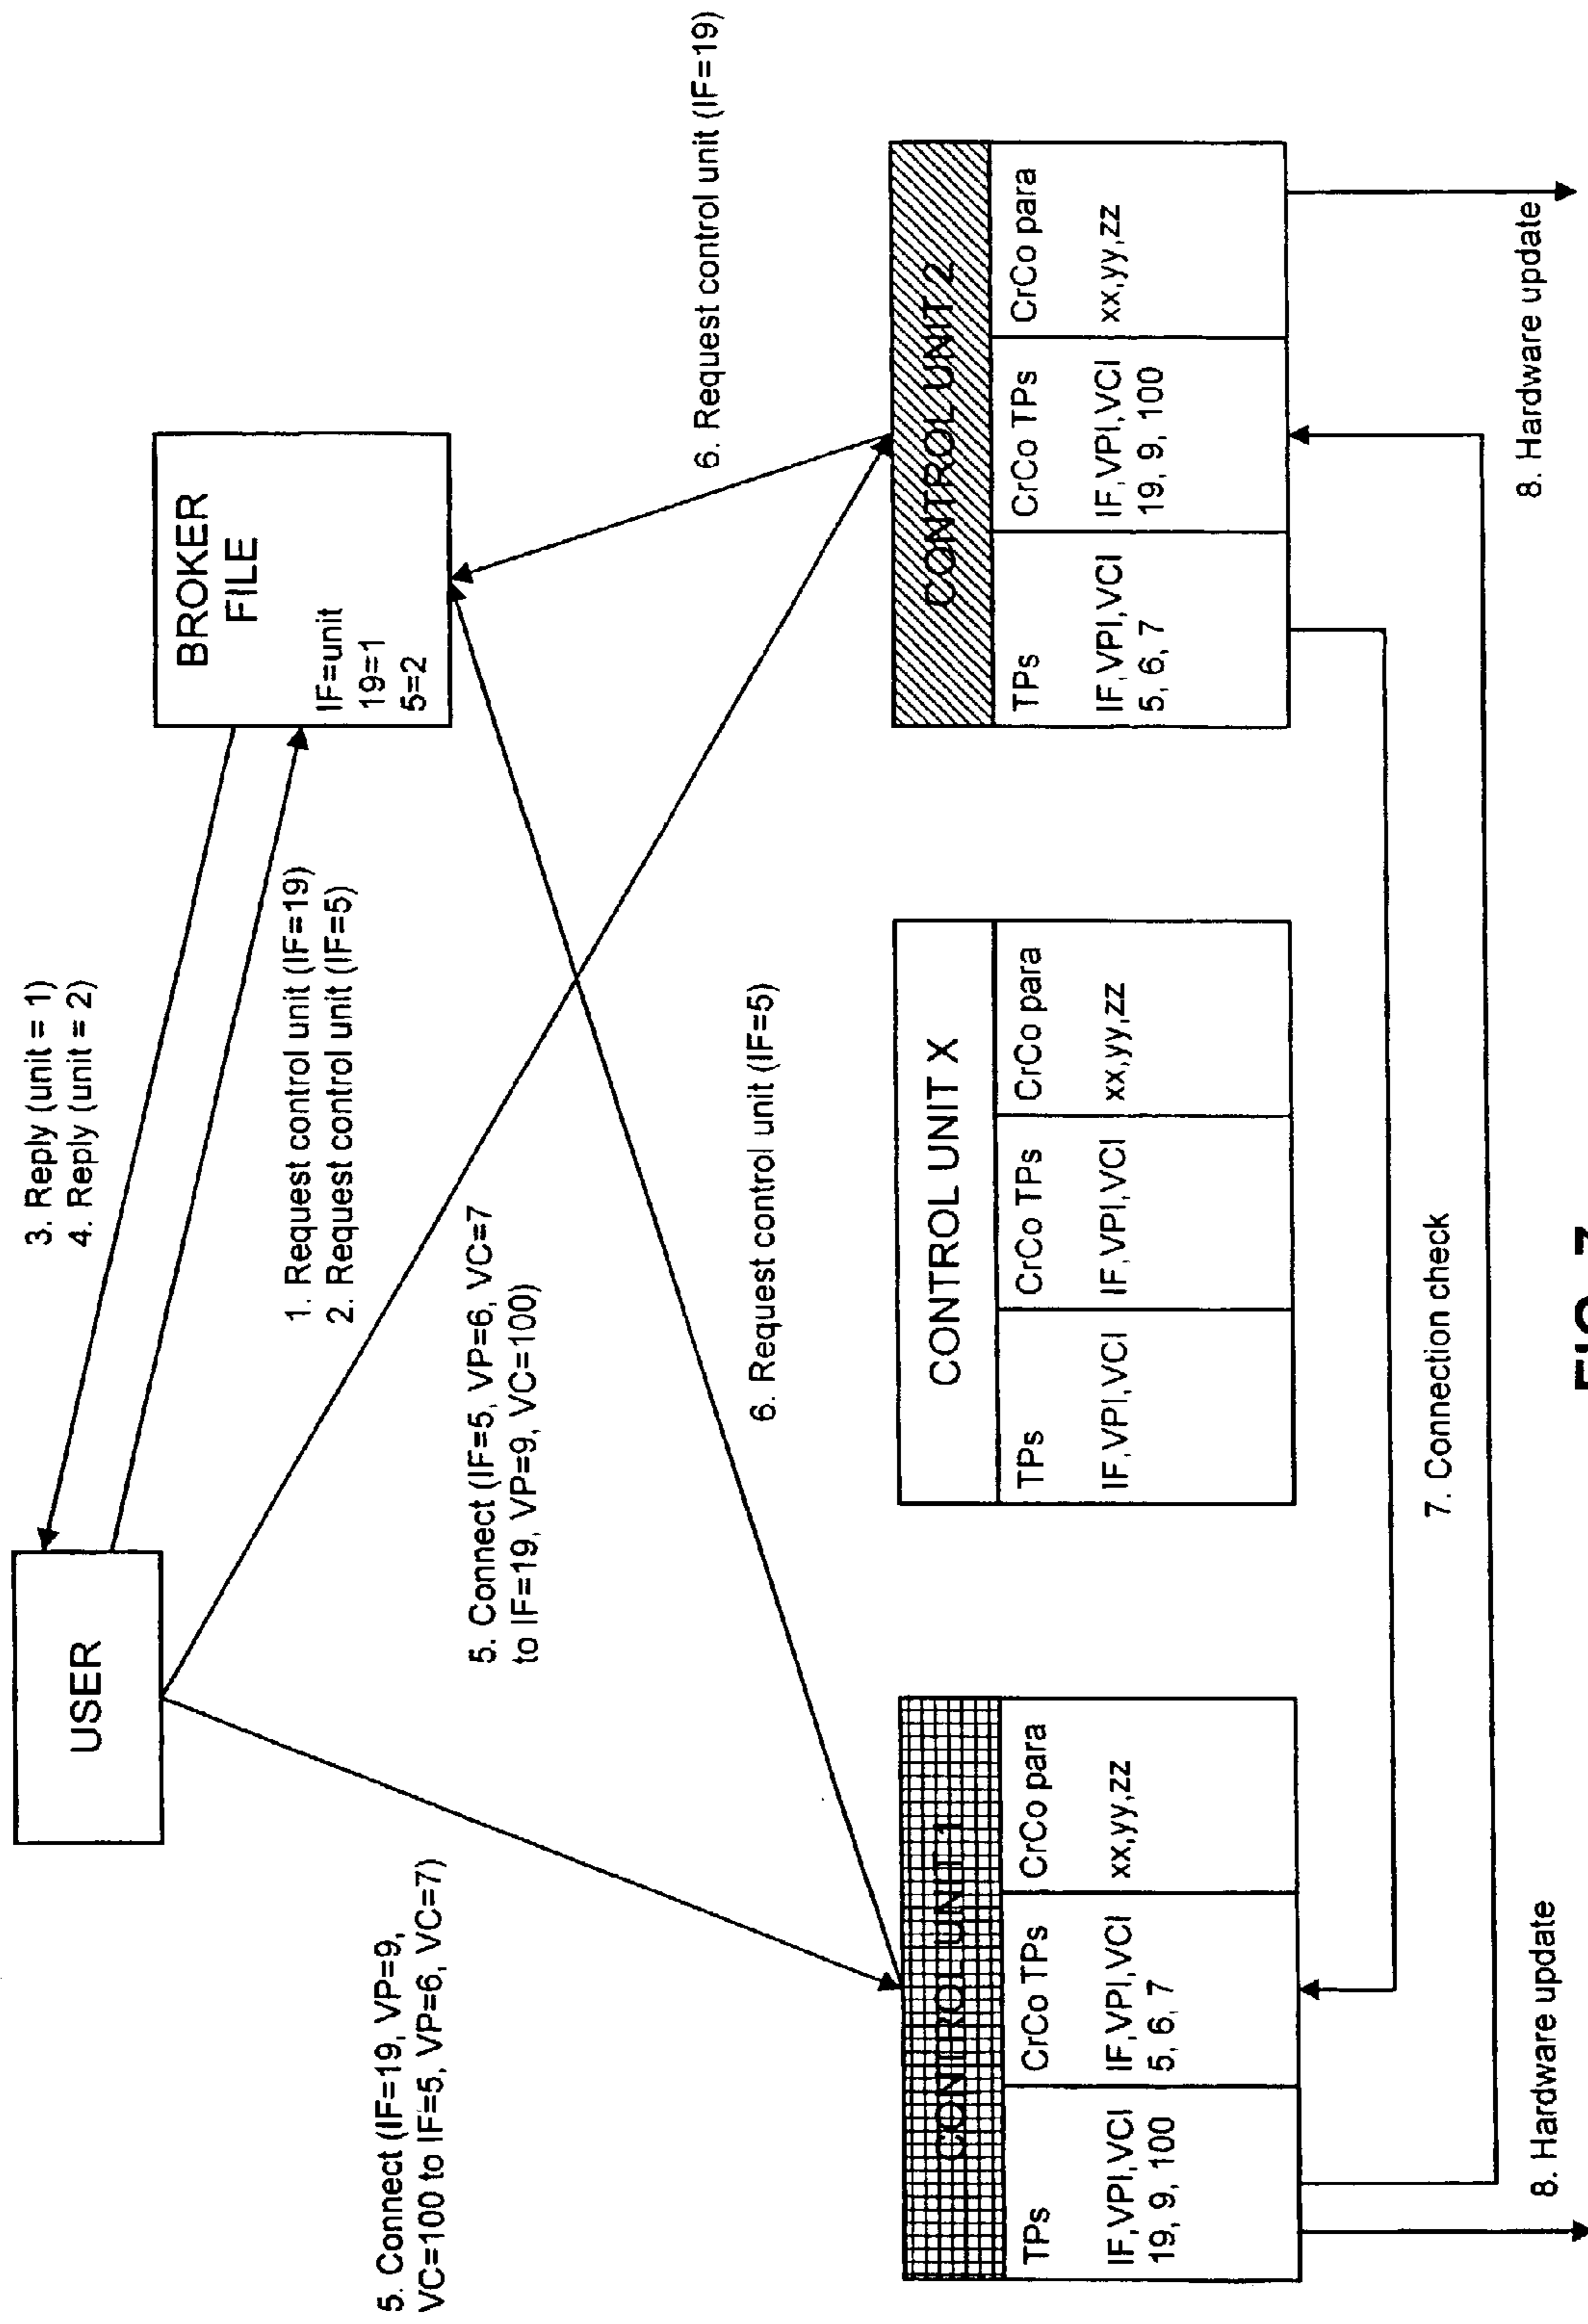 3. Reply (unit = 1)
4. Reply (unit = 2)
USER
BROKER
FILE
IF=unit
19=1
5=2
1. Request control unit (IF=19)
2. Request control unit (IF=5)
5. Connect (IF=19, VP=9,
VC=100 to IF=5, VP=6, VC=7)
5. Connect (IF=5, VP=6, VC=7
to IF=19, VP=9, VC=100)
6. Request control unit (IF=5)
6. Request control unit (IF=19)
CONTROL UNIT 1
TPs
IF,VPI,VCI
19, 9, 100
CrCo TPs
IF,VPI,VCI
5, 6, 7
CrCo para
xx,yy,zz
CONTROL UNIT X
TPs
IF,VPI,VCI
CrCo TPs
IF,VPI,VCI
CrCo para
xx,yy,zz
CONTROL UNIT 2
TPs
IF,VPI,VCI
5, 6, 7
CrCo TPs
IF,VPI,VCI
19, 9, 100
CrCo para
xx,yy,zz
7. Connection check
8. Hardware update
8. Hardware update